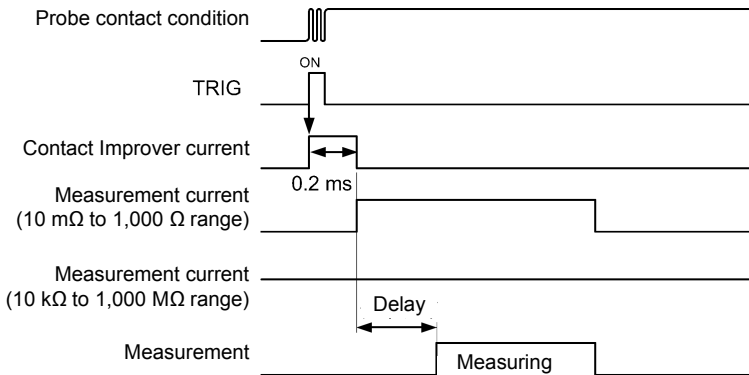 Probe contact condition
ON
TRIG
Contact Improver current
0.2 ms
Measurement current
(10 mΩ to 1,000 Ω range)
Measurement current
(10 kΩ to 1,000 MΩ range)
Delay
Measurement
Measuring